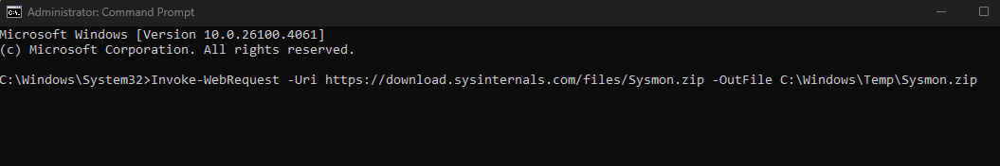 Administrator: Command Prompt
Microsoft Windows [Version 10.0.26100.4061]
(c) Microsoft Corporation. All rights reserved.
C:\Windows\System32>Invoke-WebRequest -Uri https://download.sysinternals.com/files/Sysmon.zip -OutFile C:\Windows\Temp\Sysmon.zip